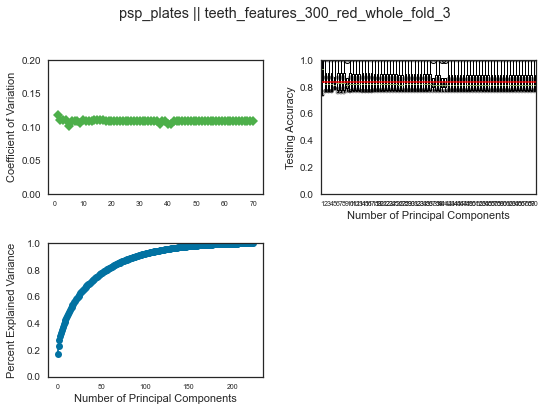 psp_plates || teeth_features_300_red_whole_fold_3
Coefficient of Variation
0.20
0.15
0.10
0.05
0.00
0 10 20 30 40 50 60 70
Testing Accuracy
1.0
0.8
0.6
0.4
0.2
0.0
Number of Principal Components
Percent Explained Variance
1.0
0.8
0.6
0.4
0.2
0.0
0 50 100 150 200
Number of Principal Components